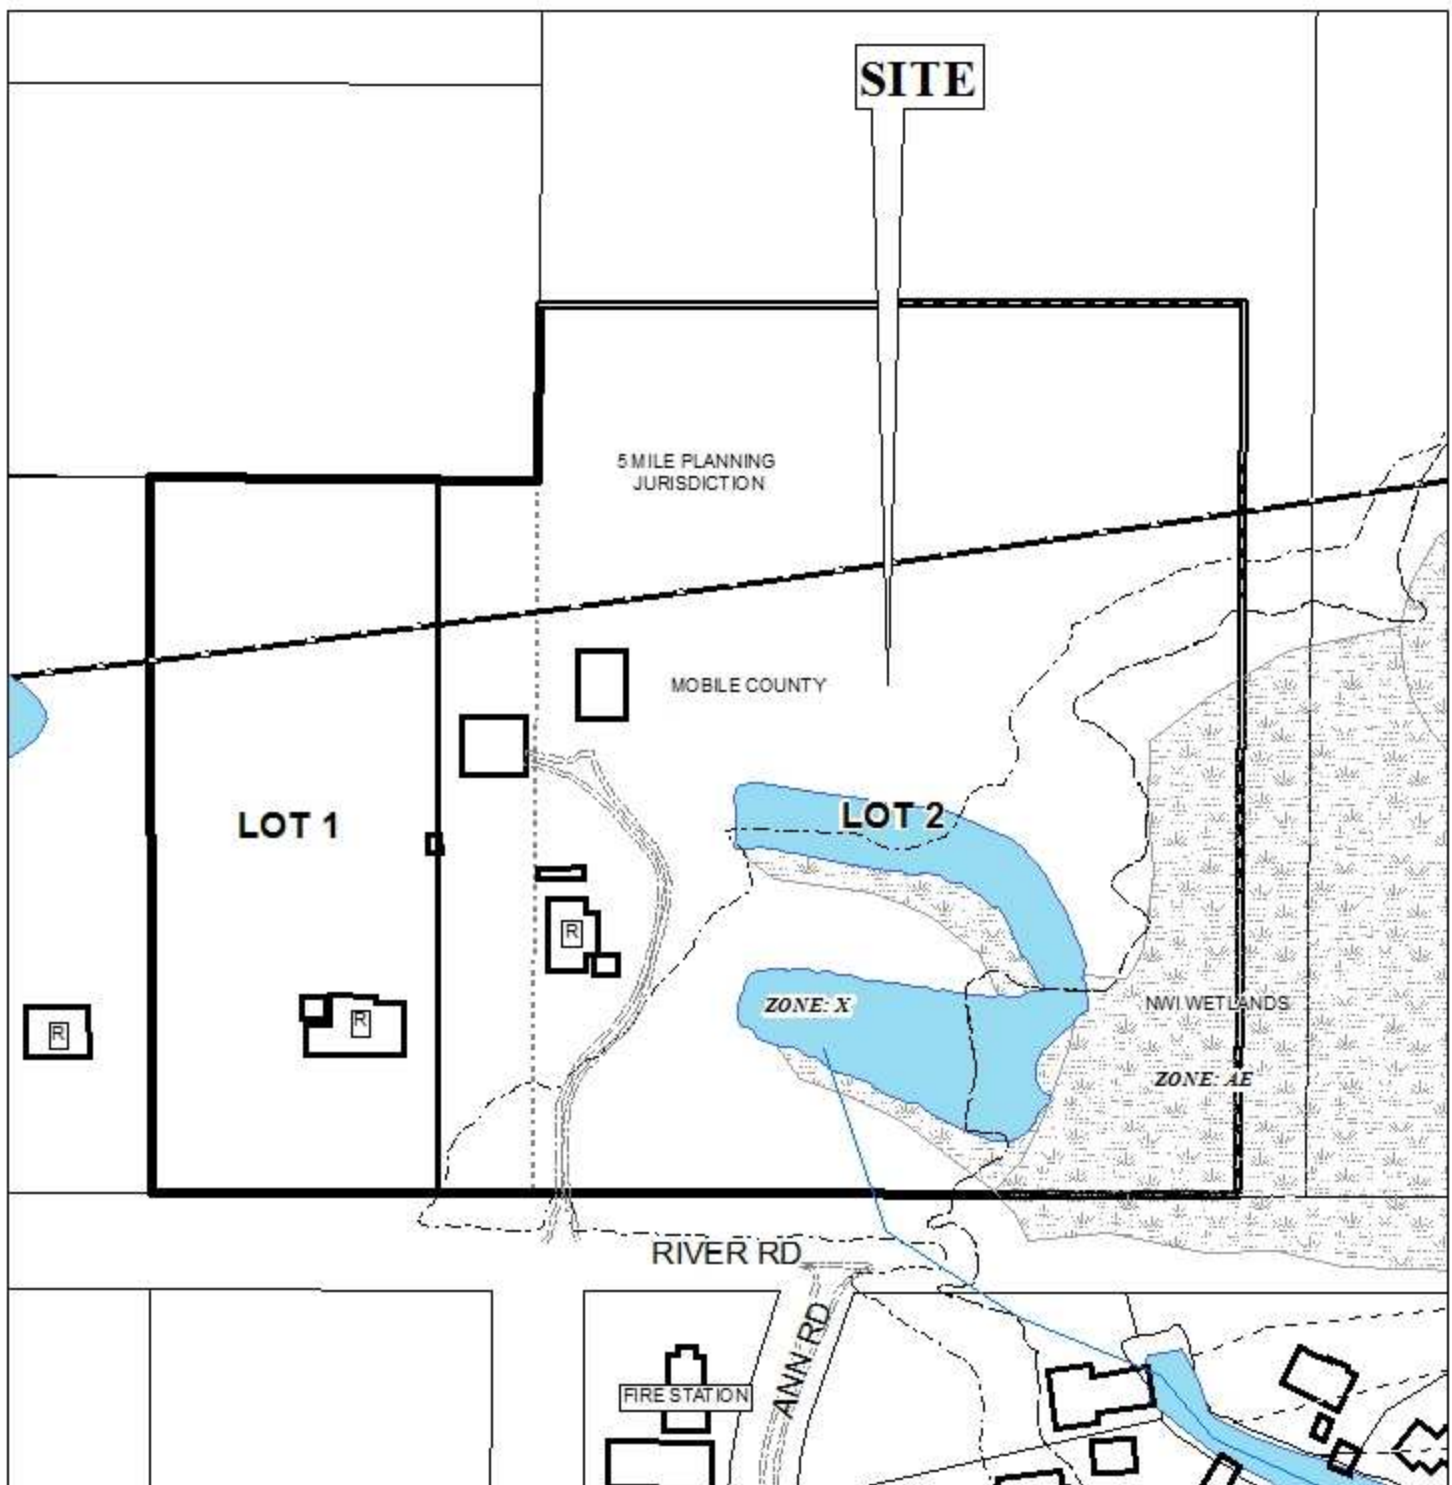 SITE
5 MILE PLANNING
JURISDICTION
MOBILE COUNTY
LOT 1
LOT 2
R
ZONE: X
NWI WETLANDS
R
R
ZONE: AE
RIVER RD
ANN RD
FIRE STATION